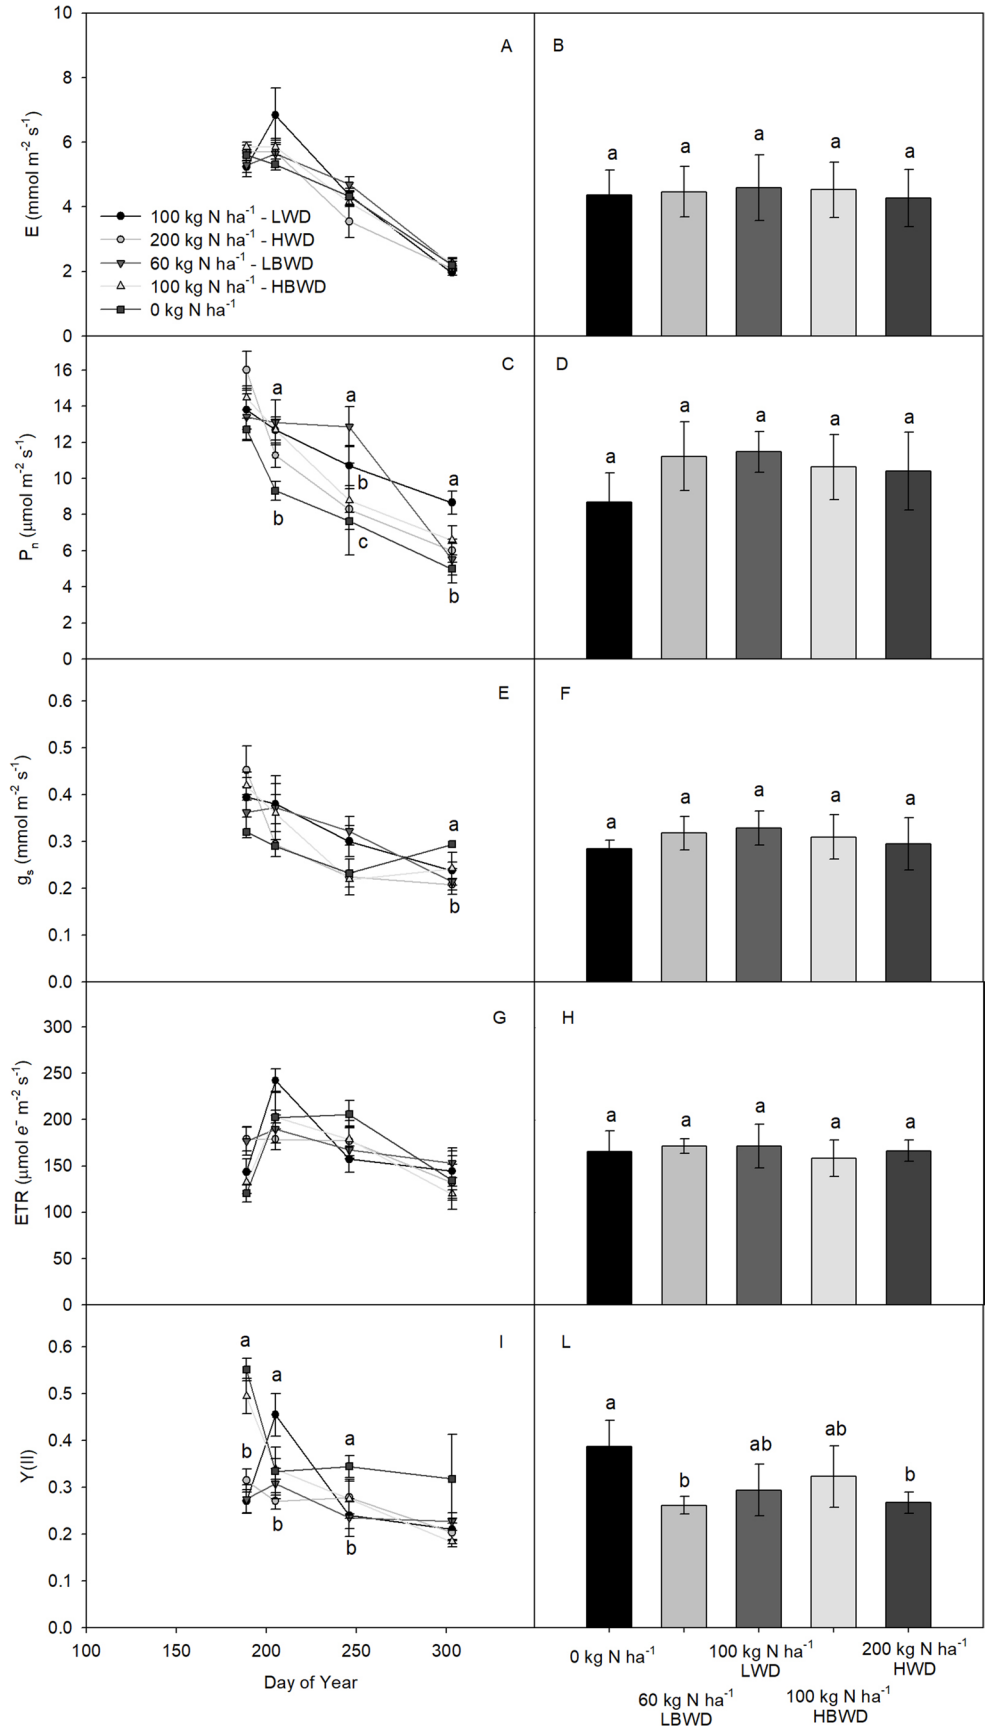 10
8
6
4
2
0
E (mmol m⁻² s⁻¹)
A
B
100 kg N ha⁻¹ - LWD
200 kg N ha⁻¹ - HWD
60 kg N ha⁻¹ - LBWD
100 kg N ha⁻¹ - HBWD
0 kg N ha⁻¹
a a a a a
16
14
12
10
8
6
4
2
0
Pₙ (μmol m⁻² s⁻¹)
C
D
a a
b a
b c
b
a a a a a
0.6
0.5
0.4
0.3
0.2
0.1
0.0
gₛ (mmol m⁻² s⁻¹)
E
F
a
b
a a a a a
300
250
200
150
100
50
0
ETR (μmol e⁻ m⁻² s⁻¹)
G
H
a a a a a
0.6
0.5
0.4
0.3
0.2
0.1
0.0
Y(II)
I
L
a
a
b a
b
b
a b ab ab b
100 150 200 250 300
Day of Year
0 kg N ha⁻¹
60 kg N ha⁻¹
LBWD
100 kg N ha⁻¹
LWD
100 kg N ha⁻¹
HBWD
200 kg N ha⁻¹
HWD